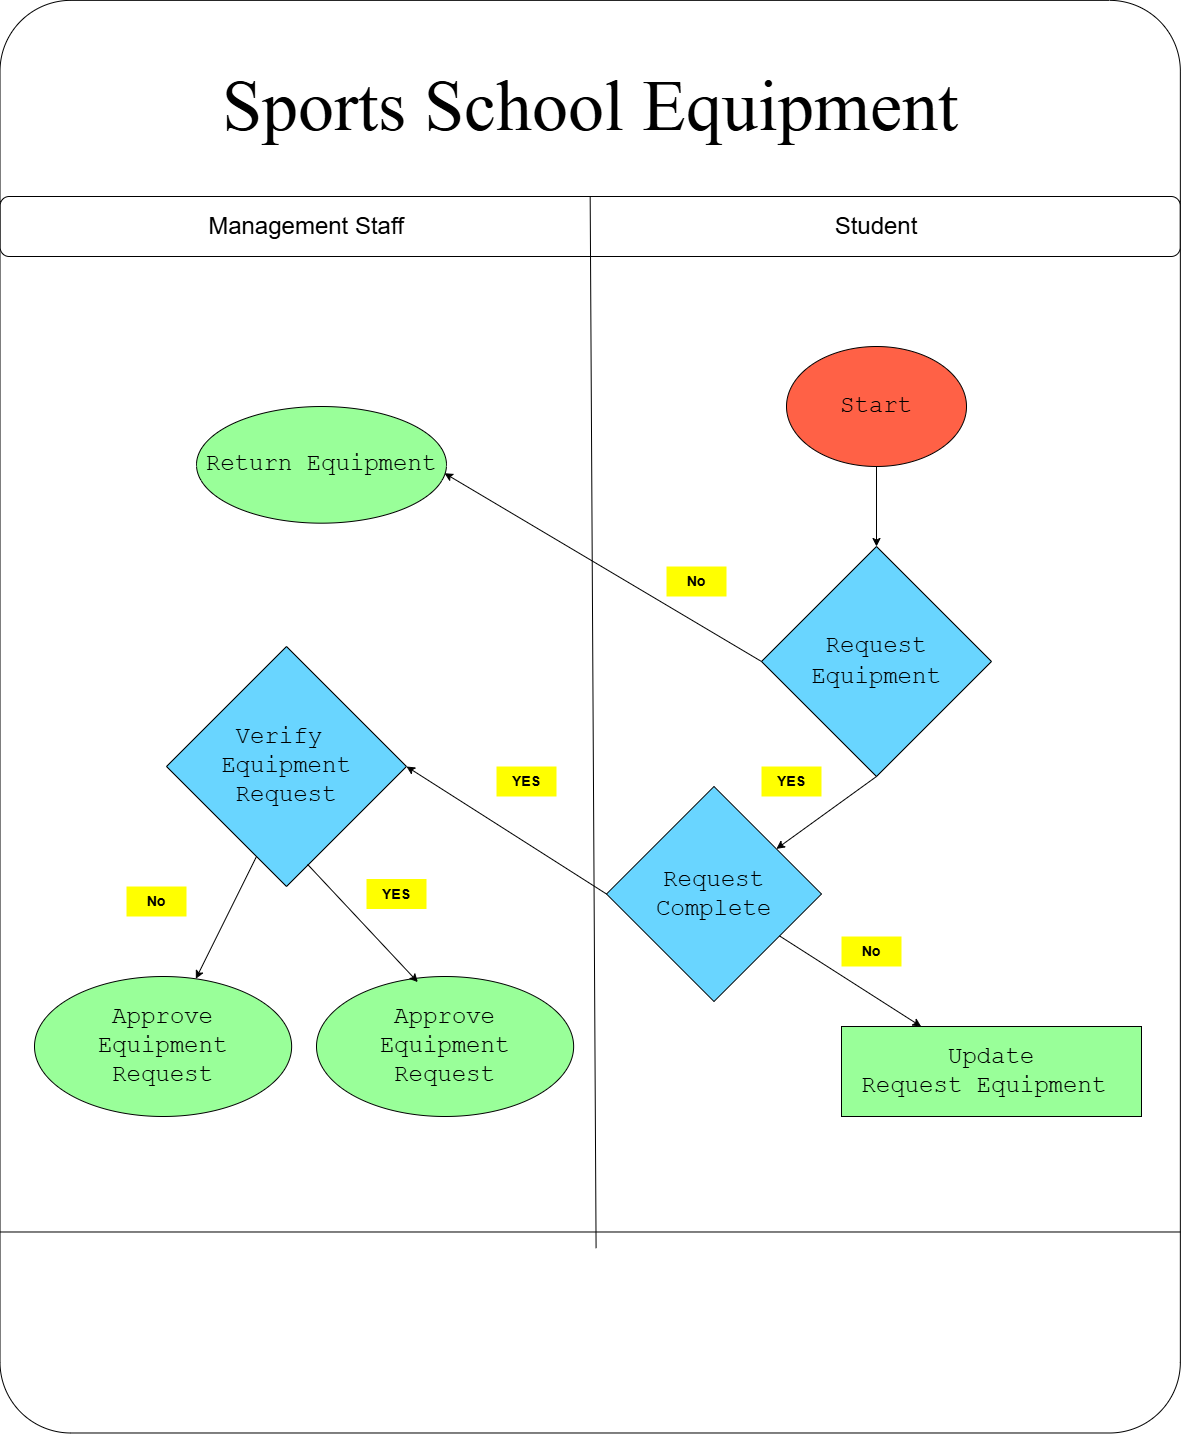 Sports School Equipment
Management Staff
Student
Start
Return Equipment
No
Request
Equipment
Verify
Equipment
Request
YES
YES
Request
Complete
No
YES
No
Approve
Equipment
Request
Approve
Equipment
Request
Update
Request Equipment